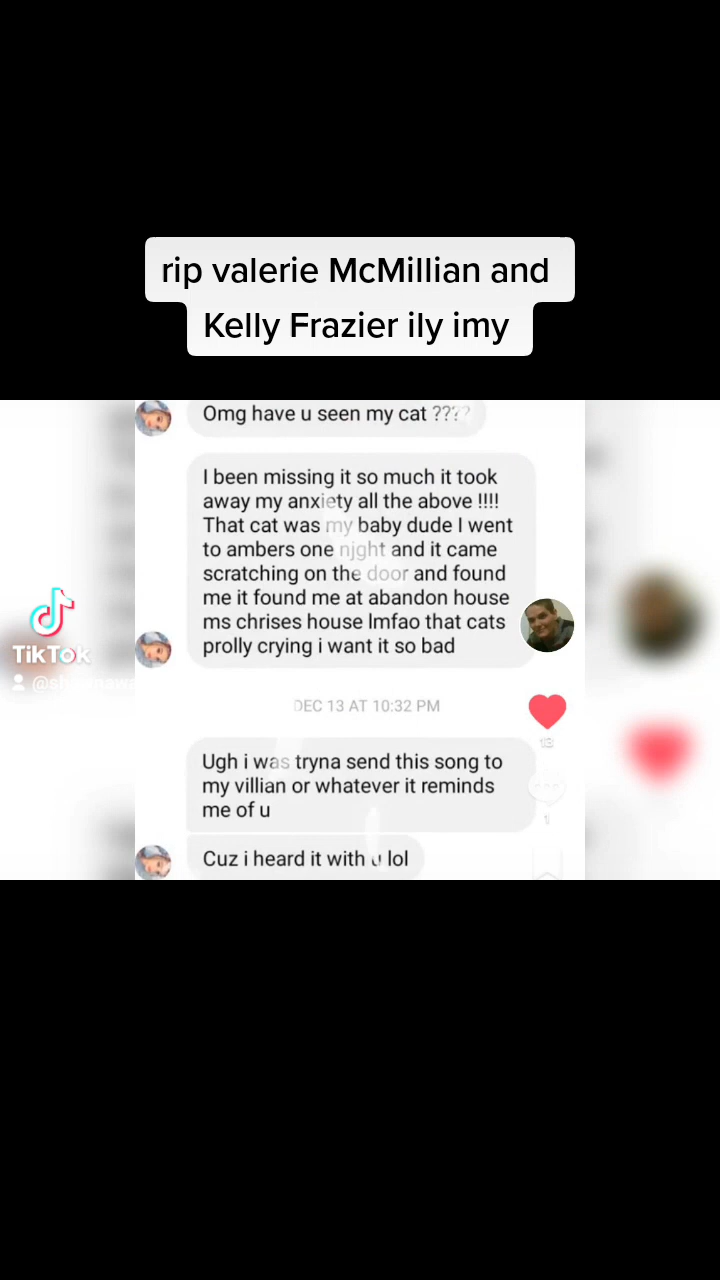 rip valerie McMillian and
Kelly Frazier ily imy
Omg have u seen my cat ????
I been missing it so much it took
away my anxiety all the above !!!!
That cat was my baby dude I went
to ambers one night and it came
scratching on the door and found
me it found me at abandon house
ms chrises house lmfao that cats
prolly crying i want it so bad
TikTok
DEC 13 AT 10:32 PM
13
Ugh i was tryna send this song to
my villian or whatever it reminds
me of u
1
Cuz i heard it with u lol